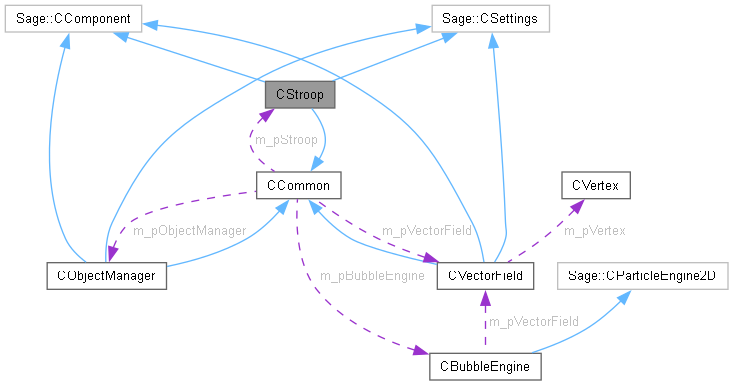 Sage::CComponent
Sage::CSettings
CStroop
m_pStroop
CCommon
CVertex
m_pObjectManager
m_pVectorField
m_pVertex
m_pBubbleEngine
CObjectManager
CVectorField
Sage::CParticleEngine2D
m_pVectorField
CBubbleEngine